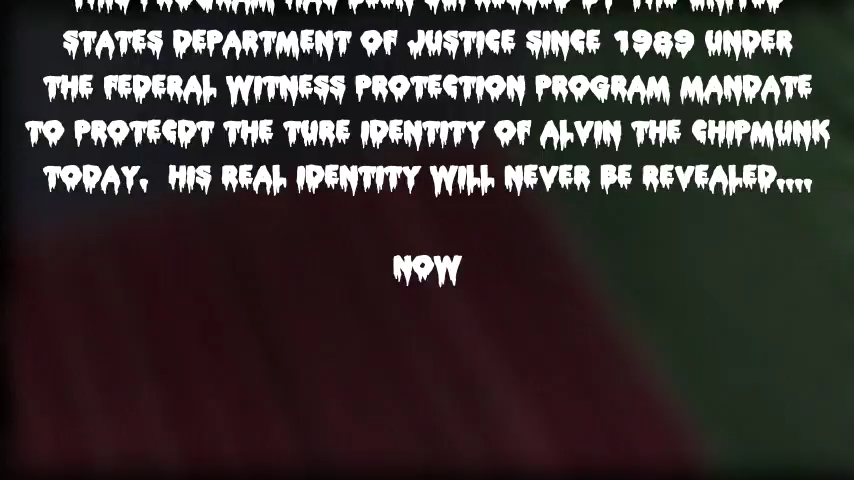 STATES DEPARTMENT OF JUSTICE SINCE 1989 UNDER
THE FEDERAL WITNESS PROTECTION PROGRAM MANDATE
TO PROTECDT THE TURE IDENTITY OF ALVIN THE CHIPMUNK
TODAY. HIS REAL IDENTITY WILL NEVER BE REVEALED....
NOW